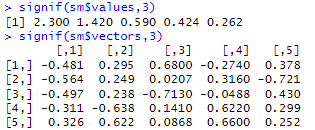 > signif(sm$values,3)
[1] 2.300 1.420 0.590 0.424 0.262
> signif(sm$vectors,3)
[,1] [,2] [,3] [,4] [,5]
[1,] -0.481 0.295 0.6800 -0.2740 0.378
[2,] -0.564 0.249 0.0207 0.3160 -0.721
[3,] -0.497 0.238 -0.7130 -0.0488 0.430
[4,] -0.311 -0.638 0.1410 0.6220 0.299
[5,] 0.326 0.622 0.0868 0.6600 0.252